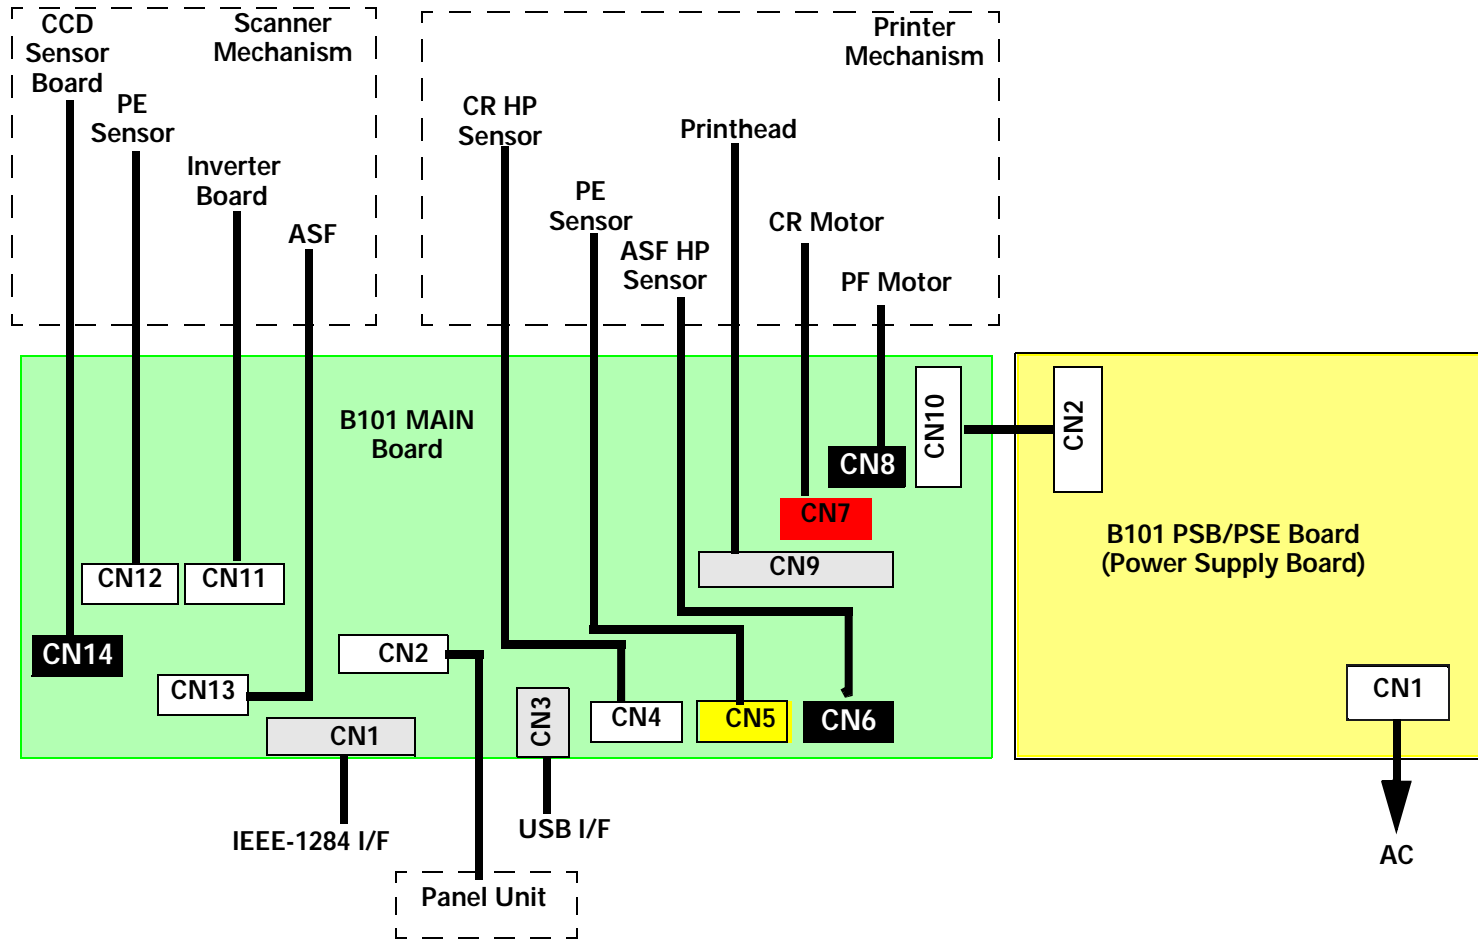 CCD
Sensor
Board
Scanner
Mechanism
PE
Sensor
Inverter
Board
ASF
Printer
Mechanism
CR HP
Sensor
Printhead
PE
Sensor
CR Motor
ASF HP
Sensor
PF Motor
B101 MAIN
Board
CN10
CN2
CN8
CN7
CN9
CN12
CN11
CN14
CN13
CN2
CN1
CN3
CN4
CN5
CN6
B101 PSB/PSE Board
(Power Supply Board)
CN1
IEEE-1284 I/F
USB I/F
AC
Panel Unit